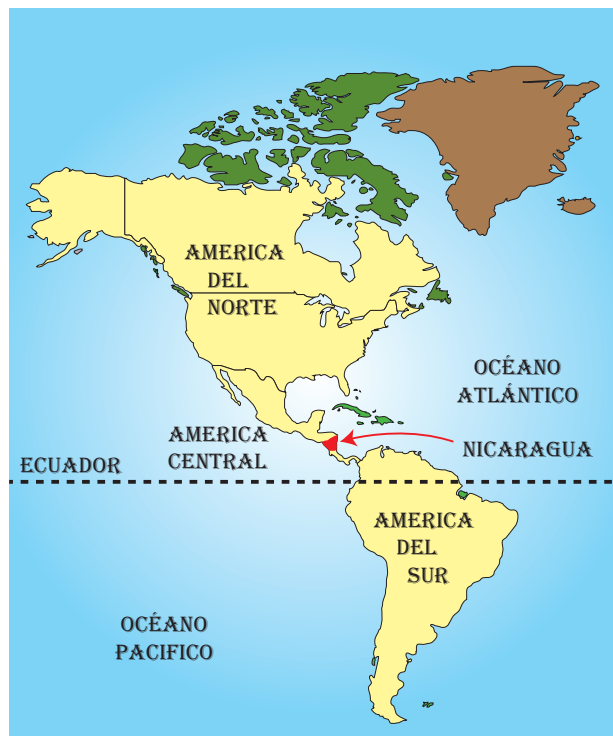 AMERICA
DEL
NORTE
OCÉANO
ATLÁNTICO
AMERICA
CENTRAL
NICARAGUA
ECUADOR
AMERICA
DEL
SUR
OCÉANO
PACIFICO